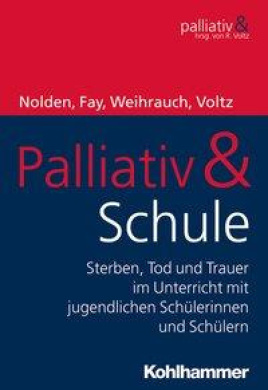 palliativ&
hrsg. von R. Voltz
Nolden, Fay, Weihrauch, Voltz
Palliativ &
Schule
Sterben, Tod und Trauer
im Unterricht mit
jugendlichen Schülerinnen
und Schülern
Kohlhammer